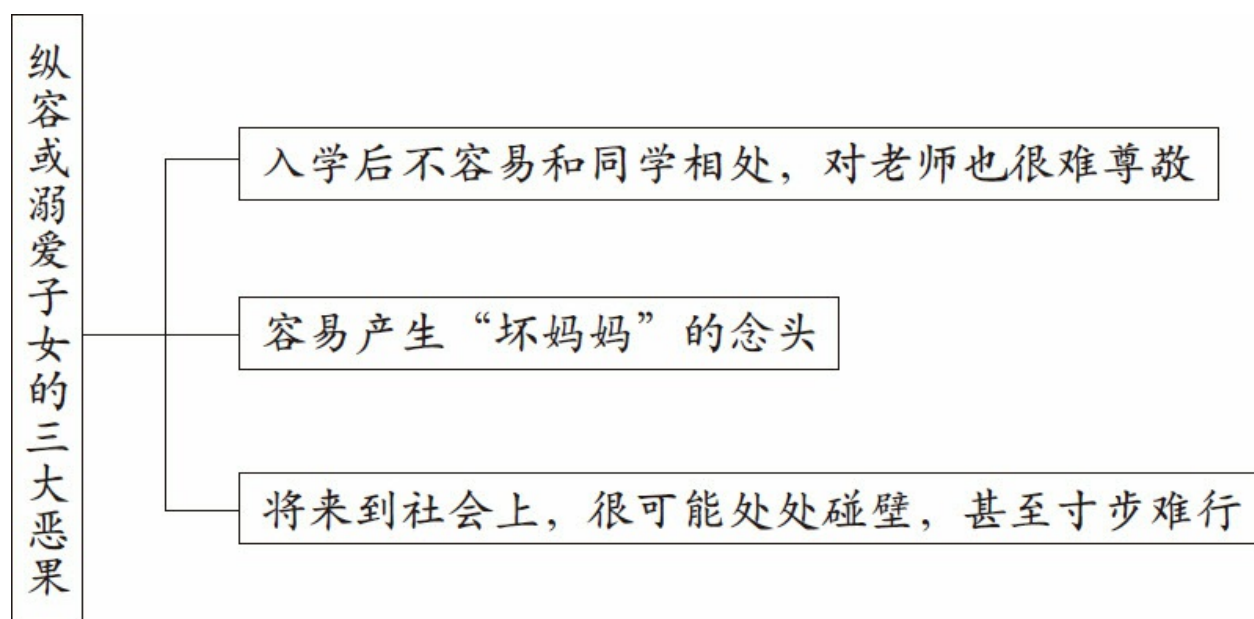 纵容或溺爱子女的三大恶果
入学后不容易和同学相处，对老师也很难尊敬
容易产生“坏妈妈”的念头
将来到社会上，很可能处处碰壁，甚至寸步难行